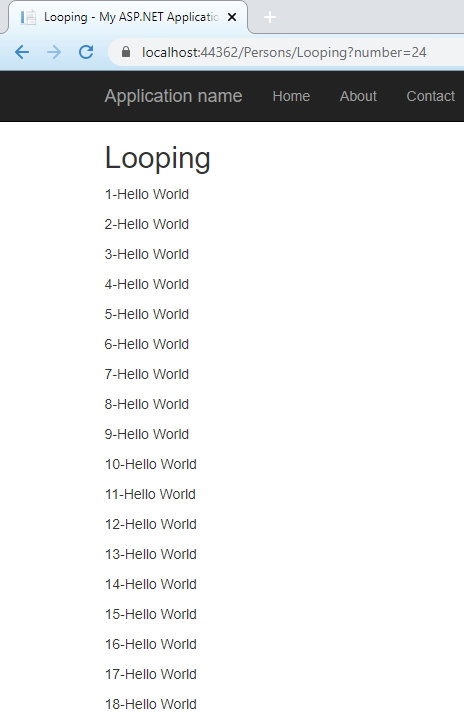 Looping - My ASP.NET Applicatio
localhost:44362/Persons/Looping?number=24
Application name Home About Contact
Looping
1-Hello World
2-Hello World
3-Hello World
4-Hello World
5-Hello World
6-Hello World
7-Hello World
8-Hello World
9-Hello World
10-Hello World
11-Hello World
12-Hello World
13-Hello World
14-Hello World
15-Hello World
16-Hello World
17-Hello World
18-Hello World